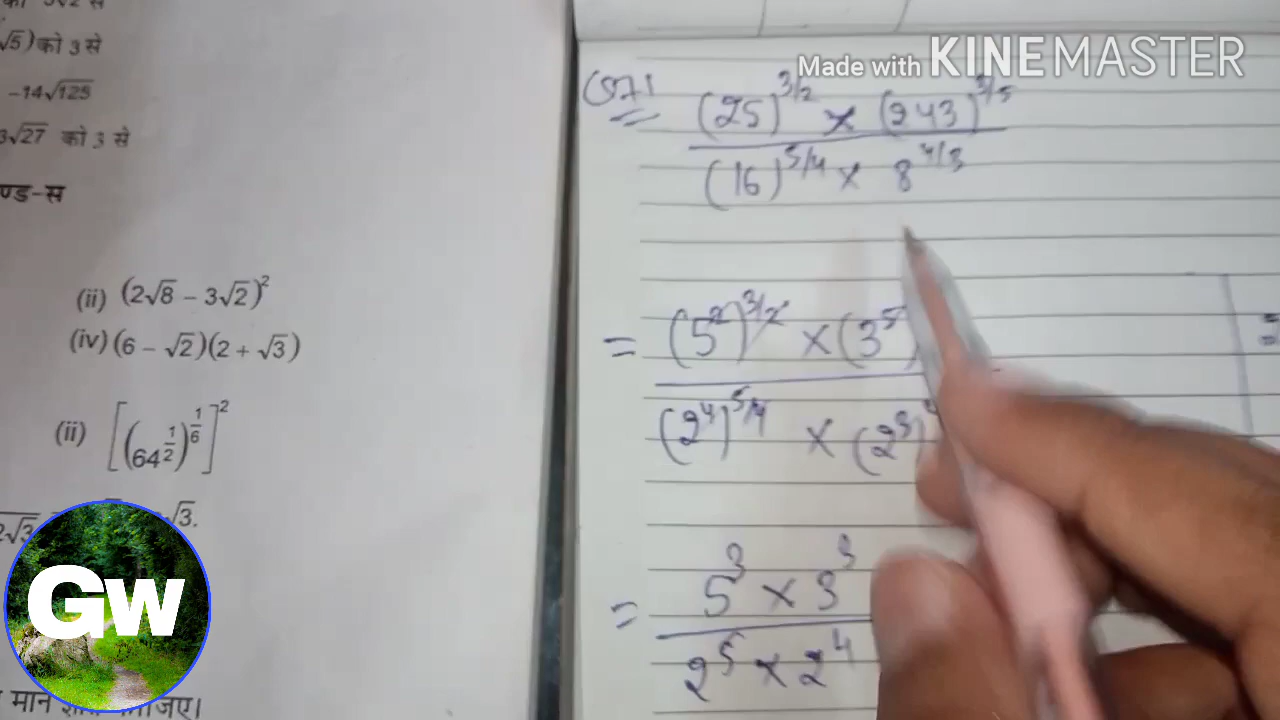 √5) को 3 से
-14√125
3√27 को 3 से
ण्ड-स
(ii) (2√8 - 3√2)²
(iv) (6 - √2)(2 + √3)
(ii) [(64^{1/2})^{1/6}]²
2√3
√3.
GW
मान
Made with KINEMASTER
(25)^{3/2} × (243)^{3/5}
(16)^{5/4} × 8^{4/3}
= (5²)^{3/2} × (3⁵)
(2⁴)^{5/4} × (2³)
= 5³ × 3³
2⁵ × 2⁴